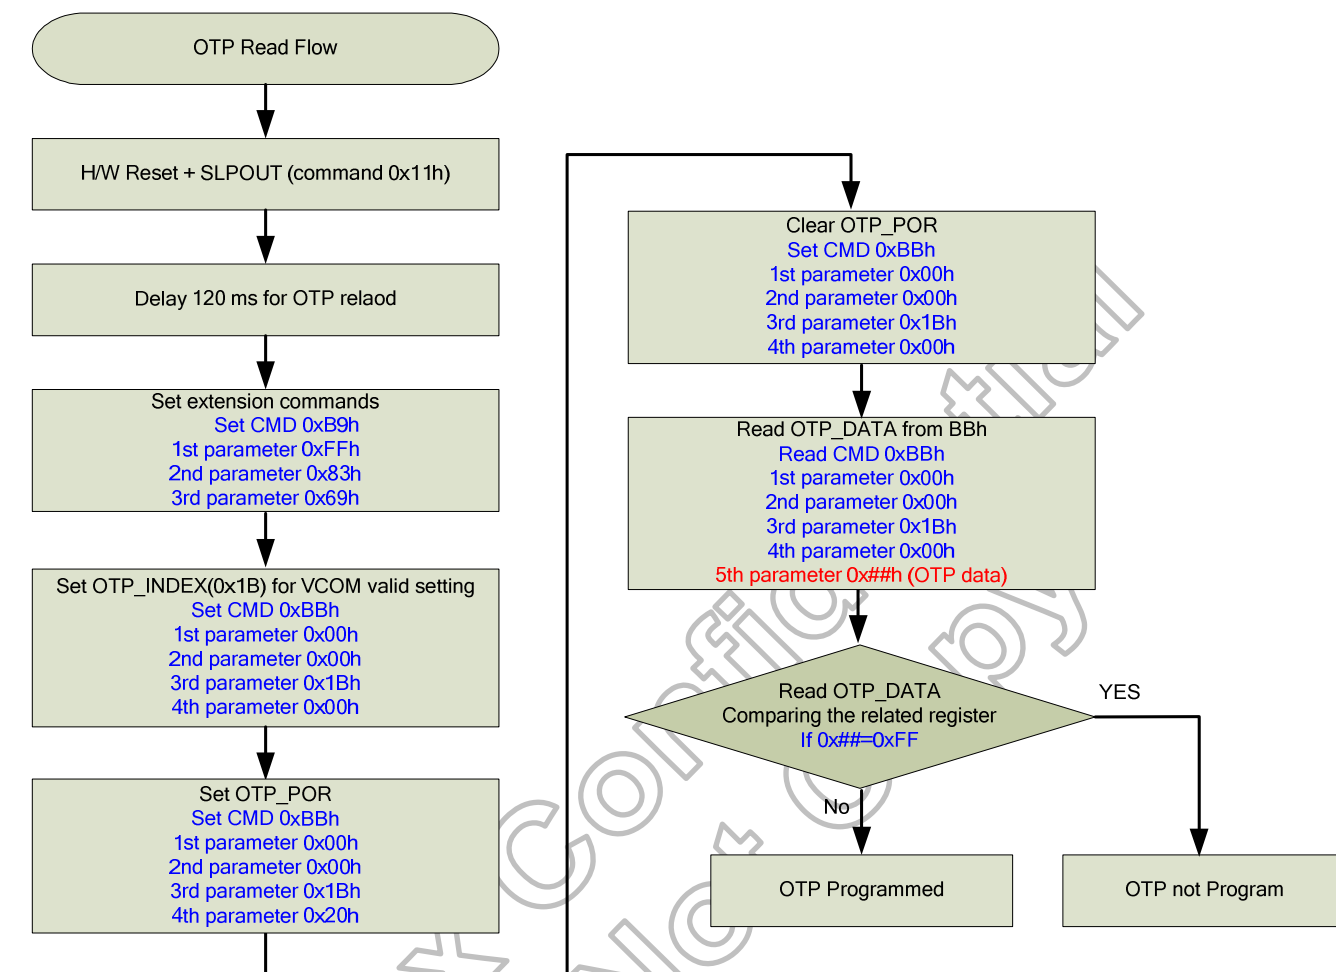 OTP Read Flow
H/W Reset + SLPOUT (command 0x11h)
Delay 120 ms for OTP relaod
Set extension commands
Set CMD 0xB9h
1st parameter 0xFFh
2nd parameter 0x83h
3rd parameter 0x69h
Set OTP_INDEX(0x1B) for VCOM valid setting
Set CMD 0xBBh
1st parameter 0x00h
2nd parameter 0x00h
3rd parameter 0x1Bh
4th parameter 0x00h
Set OTP_POR
Set CMD 0xBBh
1st parameter 0x00h
2nd parameter 0x00h
3rd parameter 0x1Bh
4th parameter 0x20h
Clear OTP_POR
Set CMD 0xBBh
1st parameter 0x00h
2nd parameter 0x00h
3rd parameter 0x1Bh
4th parameter 0x00h
Read OTP_DATA from BBh
Read CMD 0xBBh
1st parameter 0x00h
2nd parameter 0x00h
3rd parameter 0x1Bh
4th parameter 0x00h
5th parameter 0x##h (OTP data)
Read OTP_DATA
Comparing the related register
If 0x##=0xFF
YES
No
OTP Programmed
OTP not Program